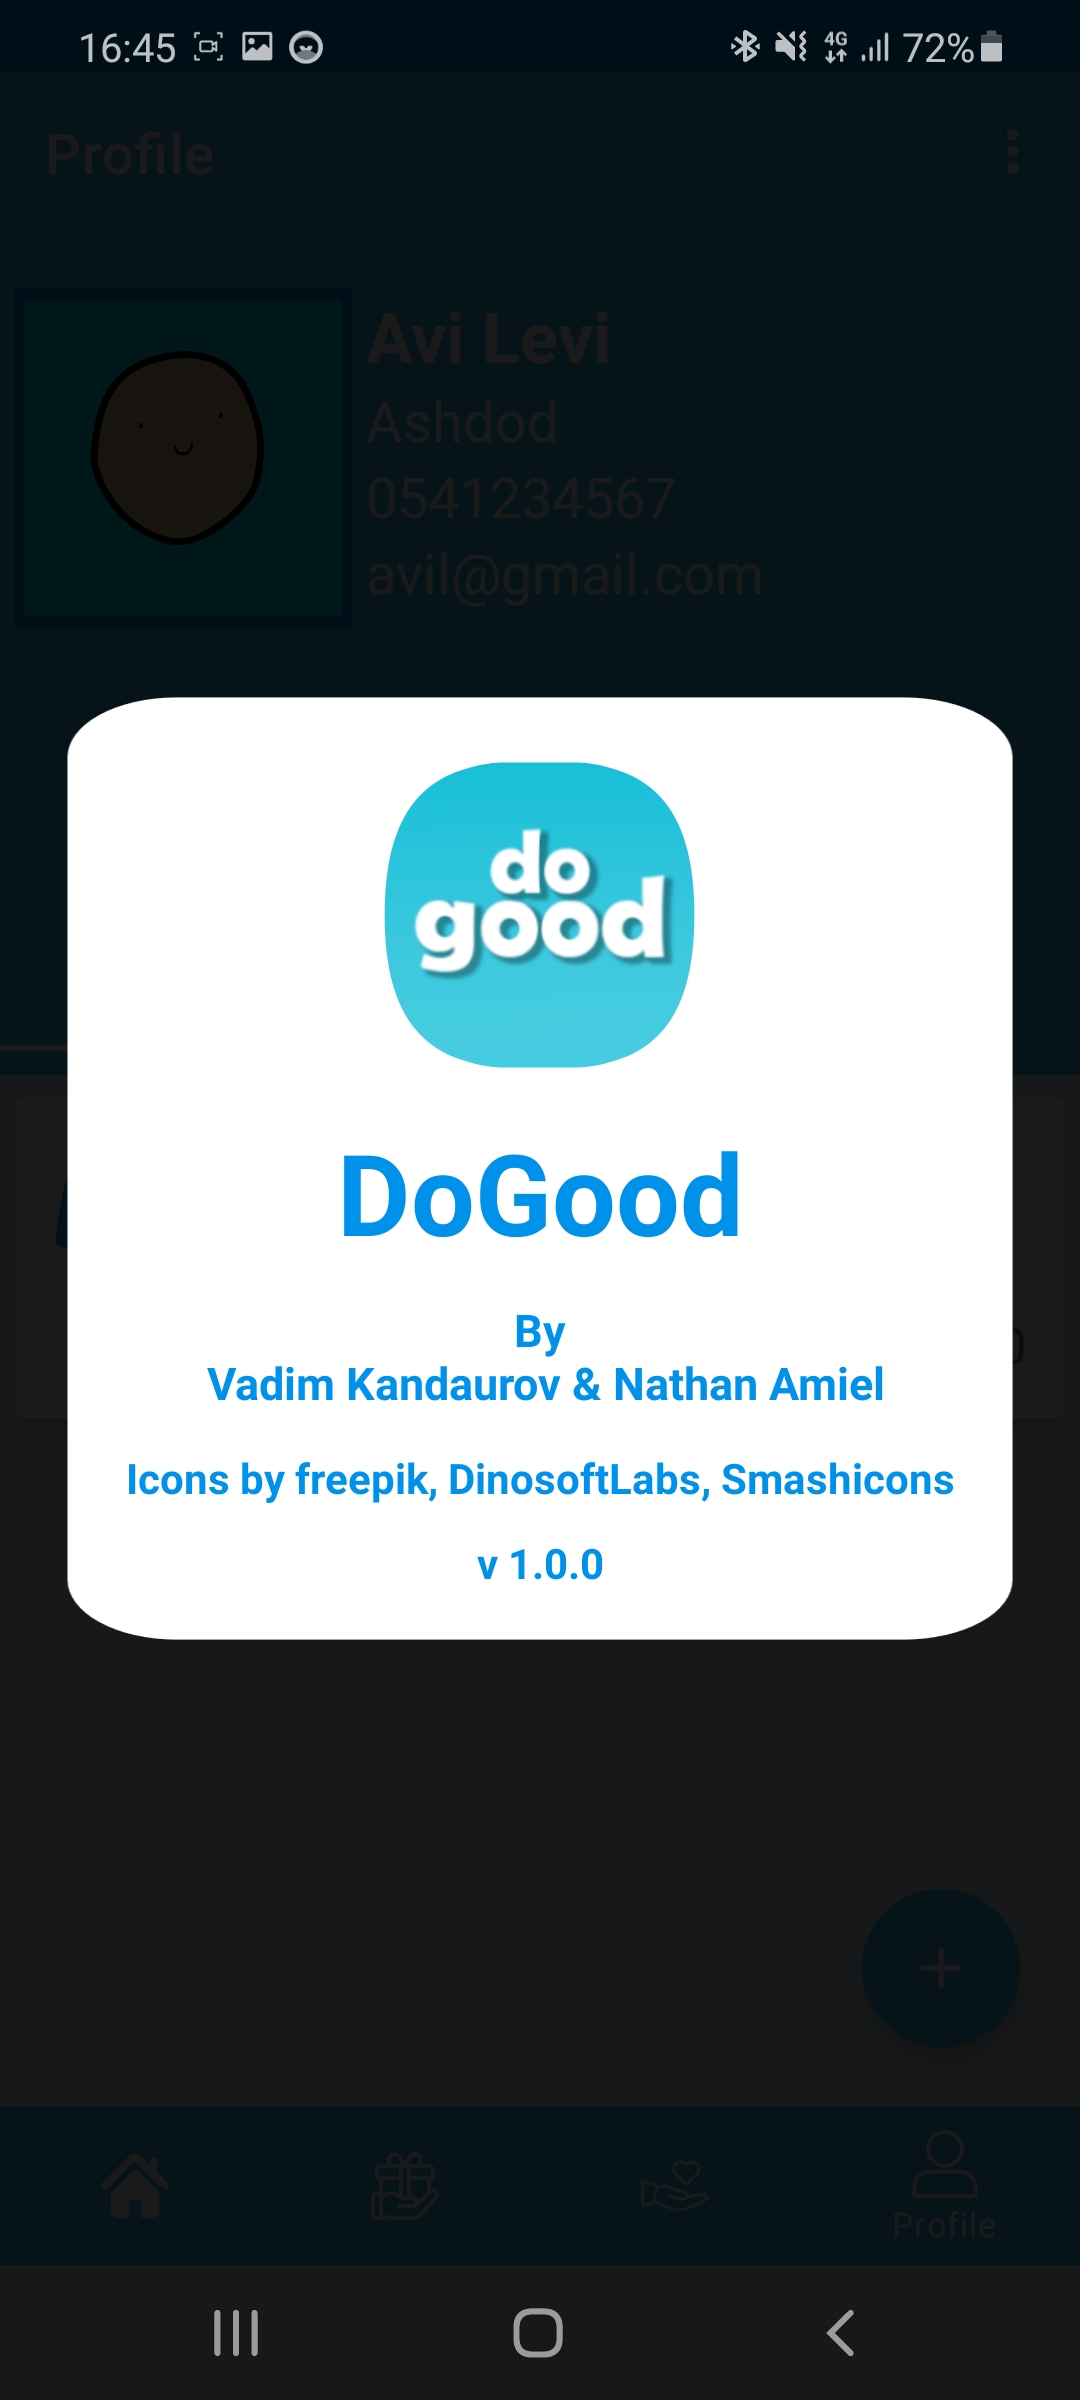 16:45 4G 72%
Profile
Avi Levi
Ashdod
0541234567
avil@gmail.com
do
good
DoGood
By
Vadim Kandaurov & Nathan Amiel
Icons by freepik, DinosoftLabs, Smashicons
v 1.0.0
Profile